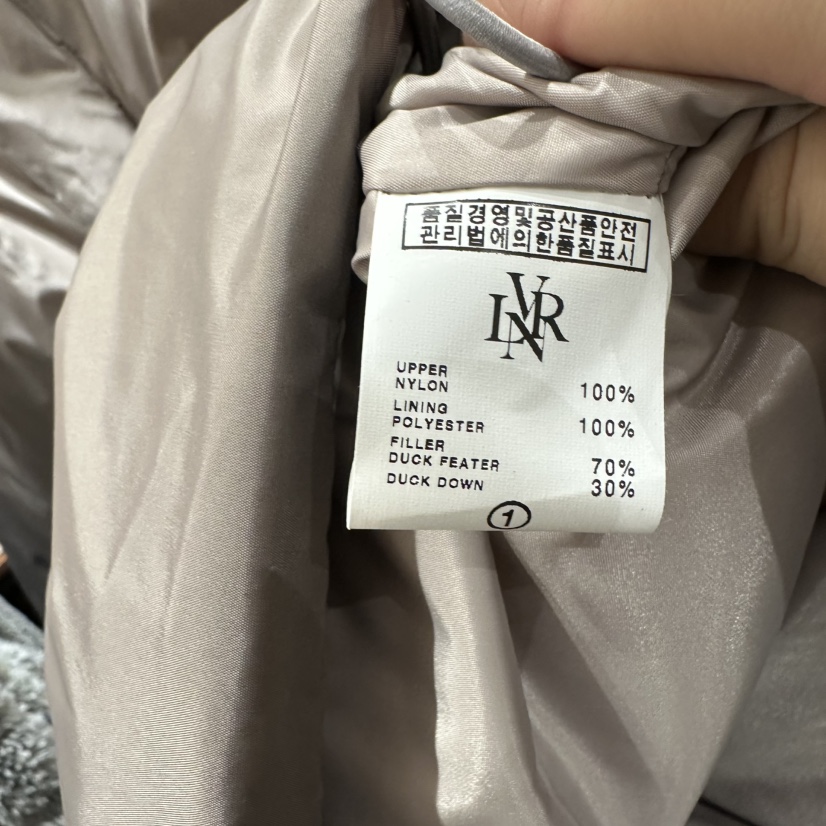 품질경영및공산품안전
관리법에의한품질표시
LVNR
UPPER
NYLON 100%
LINING
POLYESTER 100%
FILLER
DUCK FEATER 70%
DUCK DOWN 30%
1